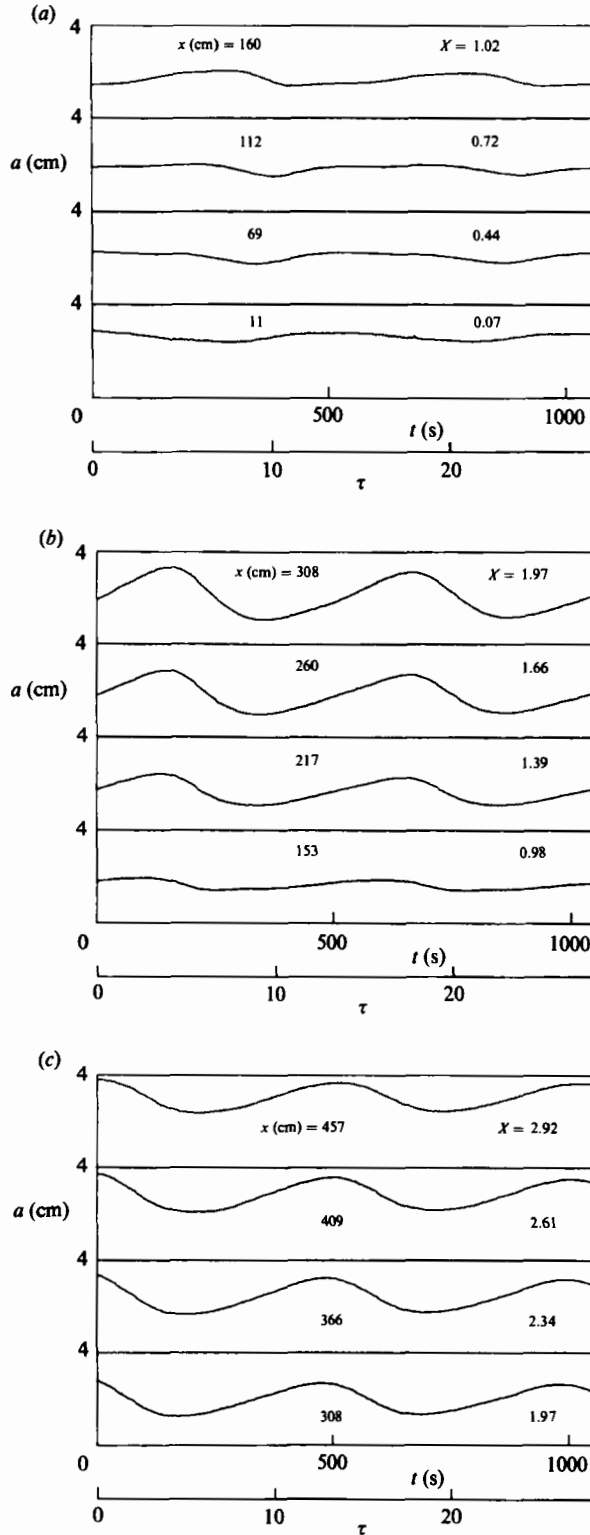 (a)
4
x (cm) = 160 X = 1.02
4
112 0.72
a (cm)
4
69 0.44
4
11 0.07
0 500 1000
t (s)
0 10 20
τ
(b)
4
x (cm) = 308 X = 1.97
4
260 1.66
a (cm)
4
217 1.39
4
153 0.98
0 500 1000
t (s)
0 10 20
τ
(c)
4
x (cm) = 457 X = 2.92
4
a (cm)
409 2.61
4
366 2.34
4
308 1.97
0 500 1000
t (s)
0 10 20
τ